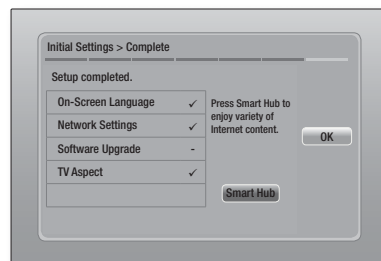 Initial Settings > Complete
Setup completed.
On-Screen Language ✓
Network Settings ✓
Software Upgrade -
TV Aspect ✓
Press Smart Hub to
enjoy variety of
Internet content.
OK
Smart Hub